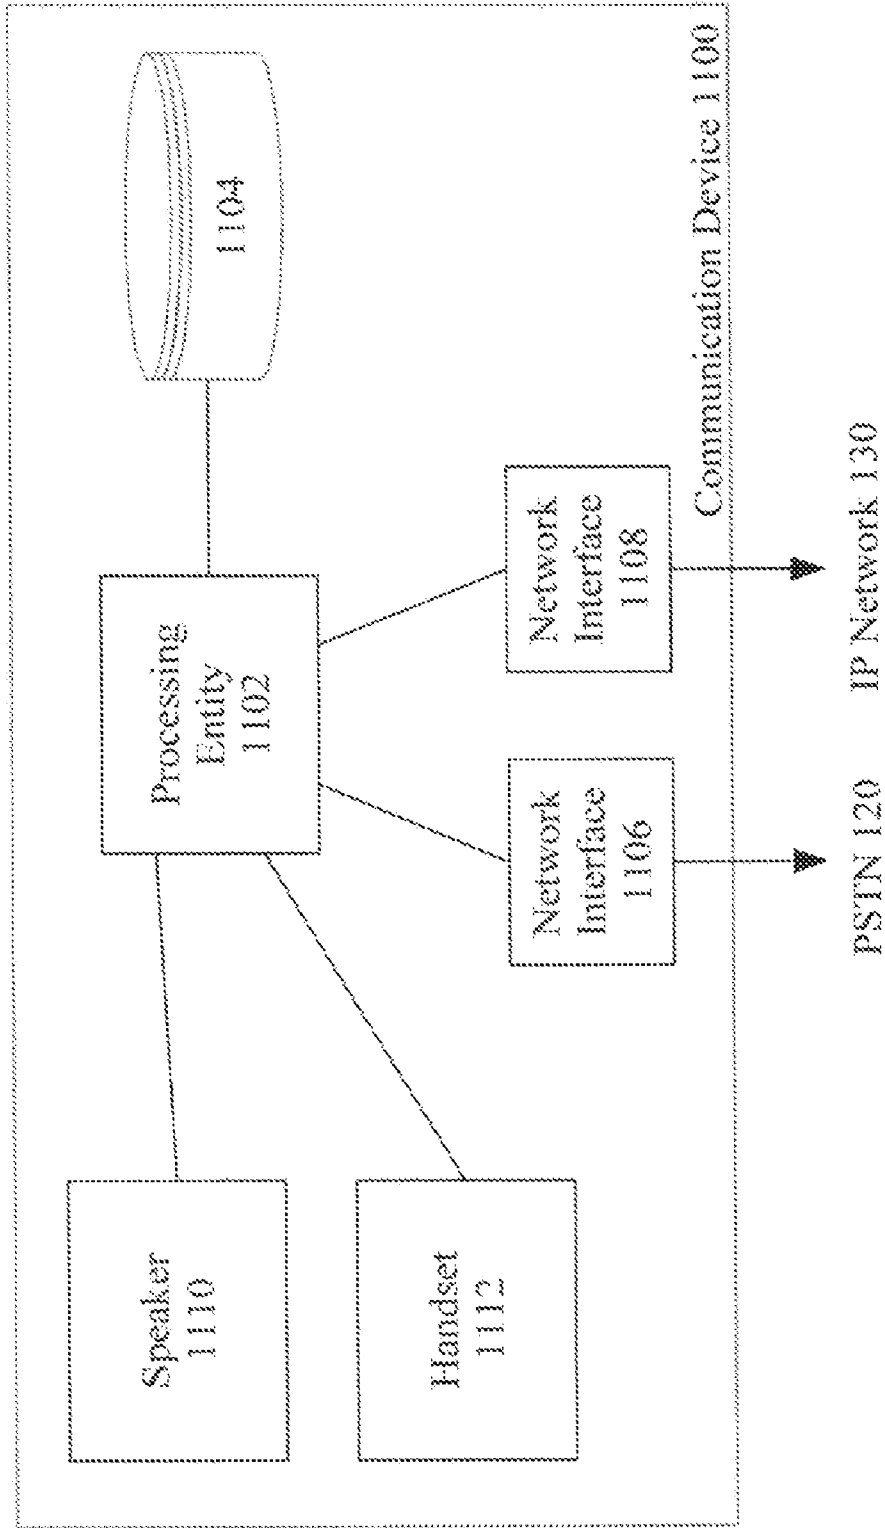 Speaker
1110
Handset
1112
Processing
Entity
1102
1104
Network
Interface
1106
Network
Interface
1108
Communication Device 1100
PSTN 120
IP Network 130